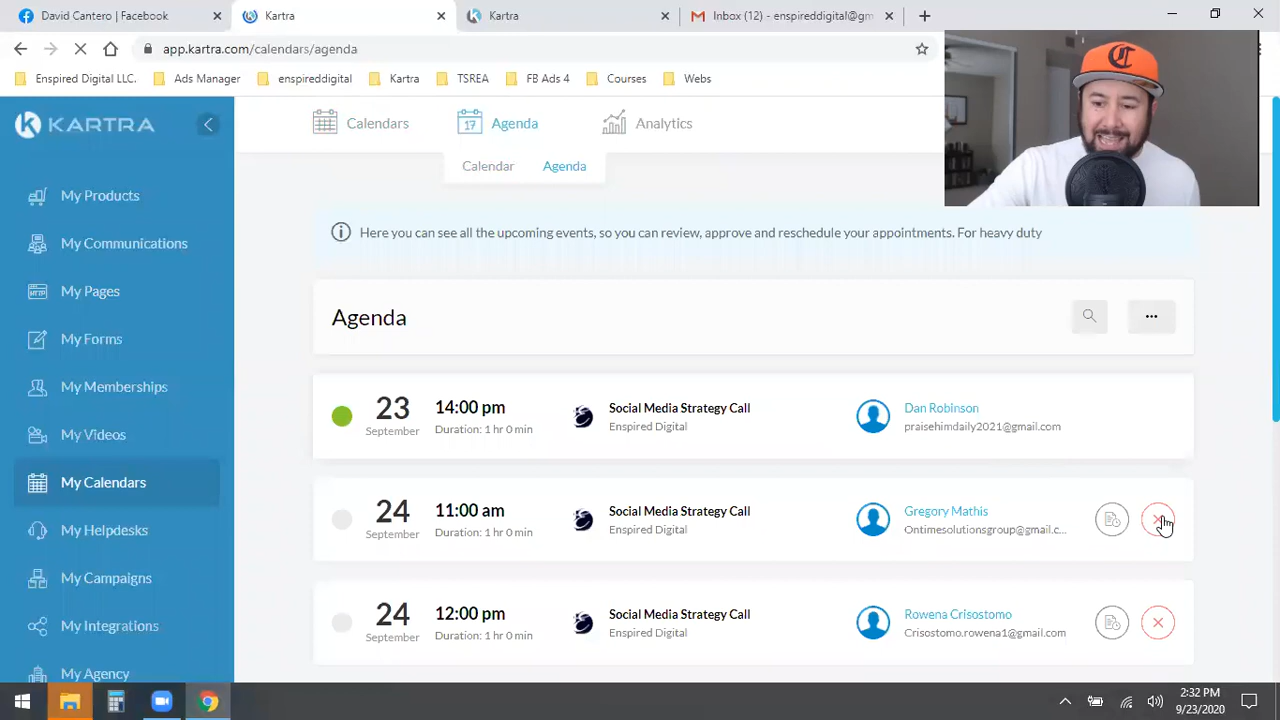 David Cantero | Facebook
Kartra
Kartra
Inbox (12) - enspireddigital@gm
app.kartra.com/calendars/agenda
Enspired Digital LLC.
Ads Manager
enspireddigital
Kartra
TSREA
FB Ads 4
Courses
Webs
KARTRA
Calendars
17
Agenda
Analytics
Calendar
Agenda
My Products
My Communications
My Pages
My Forms
My Memberships
My Videos
My Calendars
My Helpdesks
My Campaigns
My Integrations
My Agency
Here you can see all the upcoming events, so you can review, approve and reschedule your appointments. For heavy duty
Agenda
23
September
14:00 pm
Duration: 1 hr 0 min
Social Media Strategy Call
Enspired Digital
Dan Robinson
praisehimdaily2021@gmail.com
24
September
11:00 am
Duration: 1 hr 0 min
Social Media Strategy Call
Enspired Digital
Gregory Mathis
Ontimesolutionsgroup@gmail.c...
24
September
12:00 pm
Duration: 1 hr 0 min
Social Media Strategy Call
Enspired Digital
Rowena Crisostomo
Crisostomo.rowena1@gmail.com
2:32 PM
9/23/2020